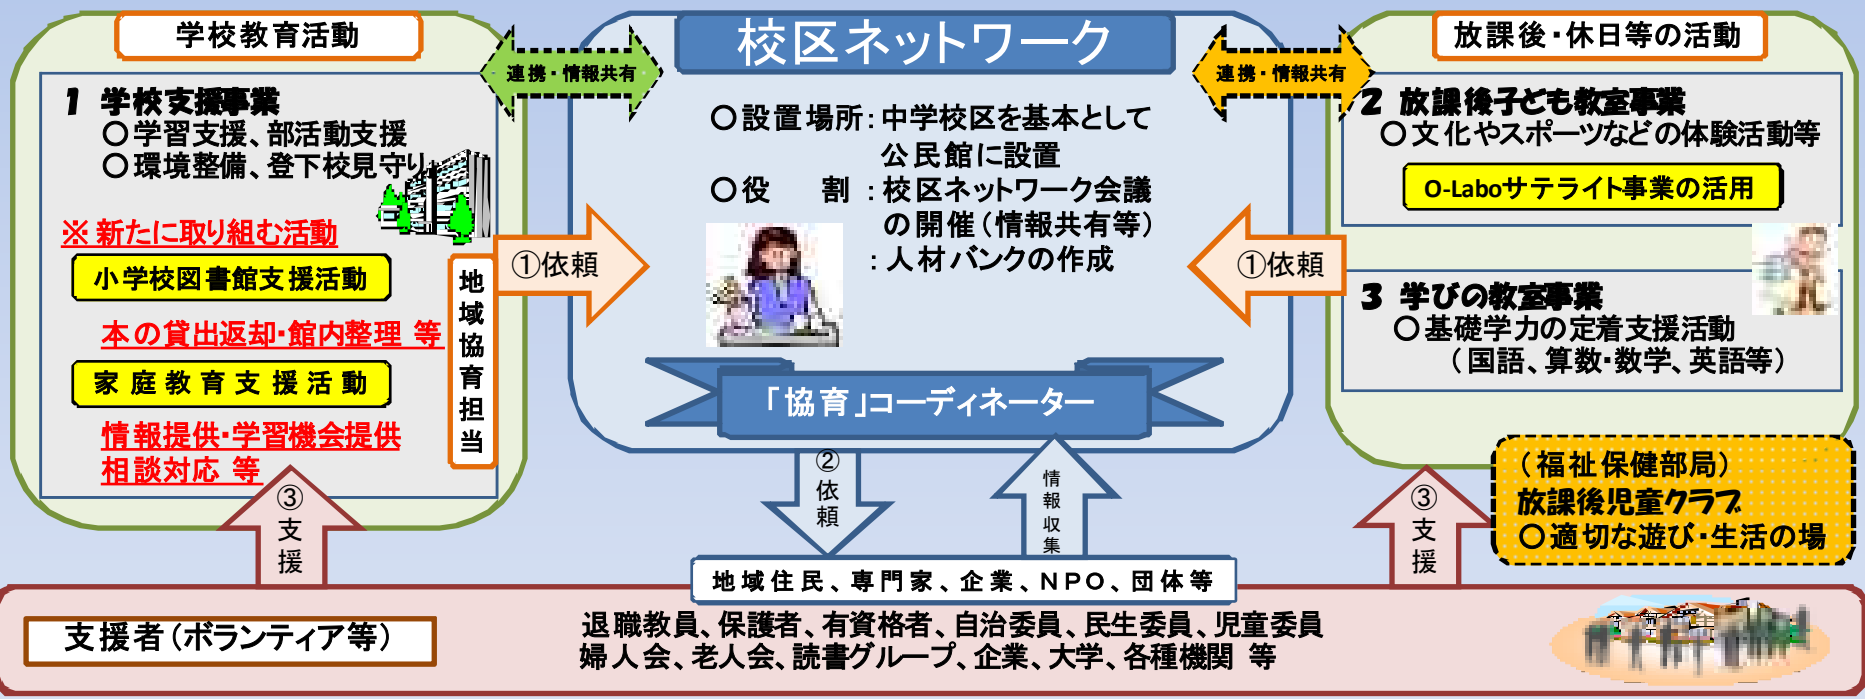 学校教育活動
1 学校支援事業
○学習支援、部活動支援
○環境整備、登下校見守り
※新たに取り組む活動
小学校図書館支援活動
本の貸出返却・館内整理 等
家庭教育支援活動
情報提供・学習機会提供
相談対応 等
地域協育担当
連携・情報共有
①依頼
校区ネットワーク
○設置場所：中学校区を基本として
公民館に設置
○役　割：校区ネットワーク会議
の開催（情報共有等）
：人材バンクの作成
「協育」コーディネーター
連携・情報共有
①依頼
放課後・休日等の活動
2 放課後子ども教室事業
○文化やスポーツなどの体験活動等
O-Laboサテライト事業の活用
3 学びの教室事業
○基礎学力の定着支援活動
（国語、算数・数学、英語等）
（福祉保健部局）
放課後児童クラブ
○適切な遊び・生活の場
③支援
②依頼
情報収集
③支援
地域住民、専門家、企業、NPO、団体等
支援者（ボランティア等）
退職教員、保護者、有資格者、自治委員、民生委員、児童委員
婦人会、老人会、読書グループ、企業、大学、各種機関 等